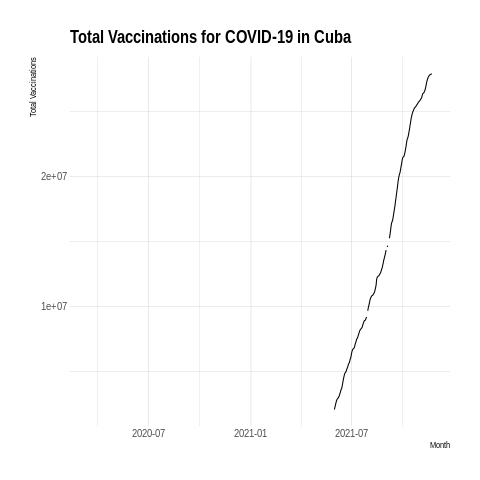 Total Vaccinations for COVID-19 in Cuba
Total Vaccinations
2e+07
1e+07
2020-07 2021-01 2021-07
Month